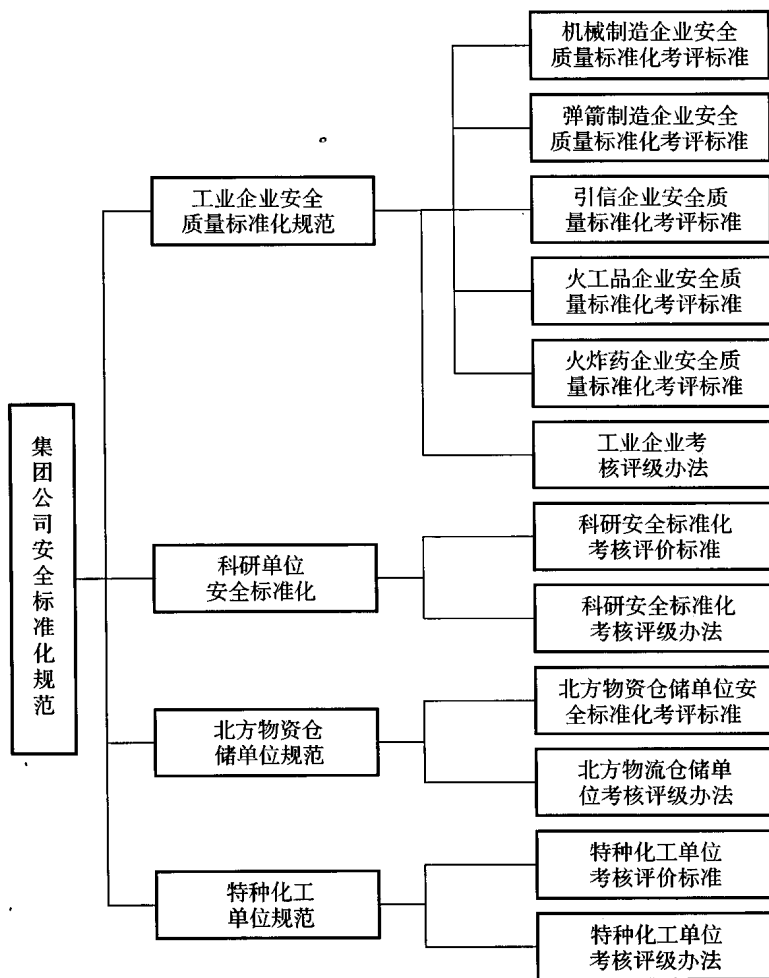 机械制造企业安全
质量标准化考评标准
弹箭制造企业安全
质量标准化考评标准
工业企业安全
质量标准化规范
引信企业安全质
量标准化考评标准
火工品企业安全质
量标准化考评标准
火炸药企业安全质
量标准化考评标准
集团公司安全标准化规范
工业企业考
核评级办法
科研单位
安全标准化
科研安全标准化
考核评价标准
科研安全标准化
考核评级办法
北方物资仓
储单位规范
北方物资仓储单位安
全标准化考评标准
北方物流仓储单
位考核评级办法
特种化工
单位规范
特种化工单位
考核评价标准
特种化工单位
考核评级办法